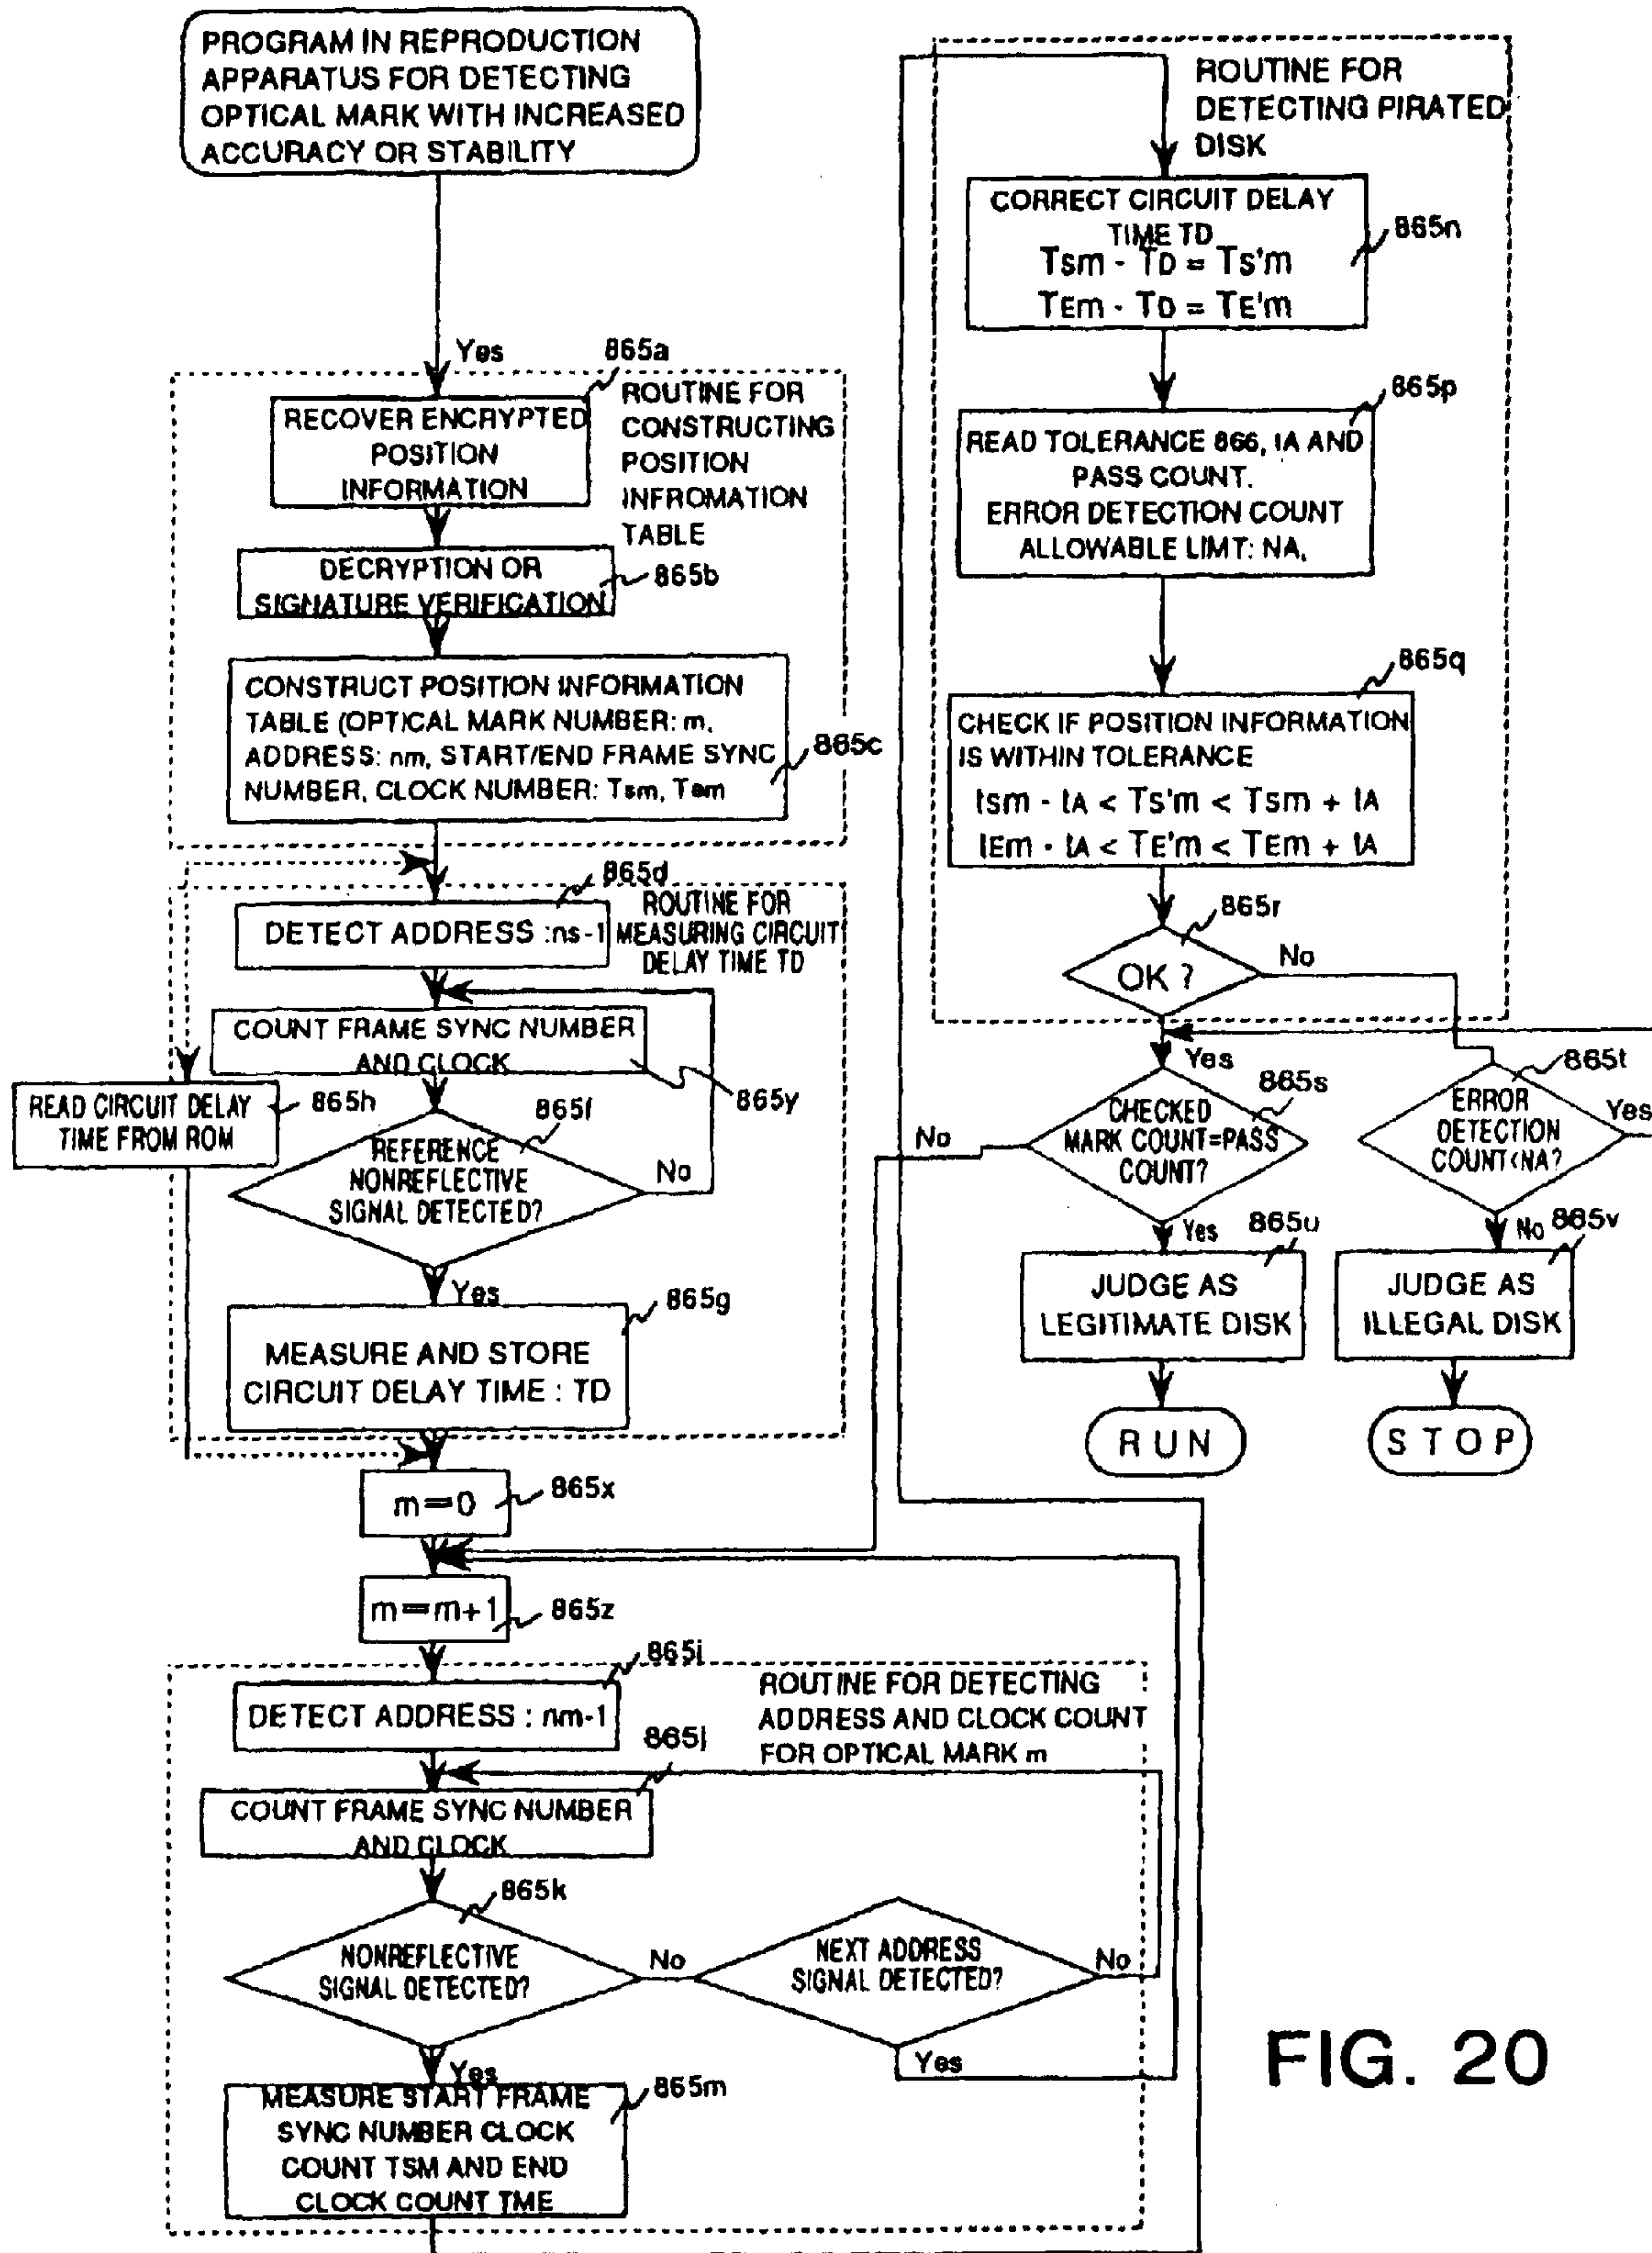 PROGRAM IN REPRODUCTION
APPARATUS FOR DETECTING
OPTICAL MARK WITH INCREASED
ACCURACY OR STABILITY
Yes
865a
RECOVER ENCRYPTED
POSITION
INFORMATION
ROUTINE FOR
CONSTRUCTING
POSITION
INFROMATION
TABLE
DECRYPTION OR
SIGNATURE VERIFICATION
865b
CONSTRUCT POSITION INFORMATION
TABLE (OPTICAL MARK NUMBER: m,
ADDRESS: nm, START/END FRAME SYNC
NUMBER, CLOCK NUMBER: Tsm, Tem
865c
865d
DETECT ADDRESS :ns-1
ROUTINE FOR
MEASURING CIRCUIT
DELAY TIME TD
COUNT FRAME SYNC NUMBER
AND CLOCK
865y
READ CIRCUIT DELAY
TIME FROM ROM
865h
865f
REFERENCE
NONREFLECTIVE
SIGNAL DETECTED?
No
Yes
865g
MEASURE AND STORE
CIRCUIT DELAY TIME : TD
m=0
865x
m=m+1
865z
865i
DETECT ADDRESS : nm-1
ROUTINE FOR DETECTING
ADDRESS AND CLOCK COUNT
FOR OPTICAL MARK m
865j
COUNT FRAME SYNC NUMBER
AND CLOCK
865k
NONREFLECTIVE
SIGNAL DETECTED?
No
NEXT ADDRESS
SIGNAL DETECTED?
No
Yes
Yes
MEASURE START FRAME
SYNC NUMBER CLOCK
COUNT TSM AND END
CLOCK COUNT TME
865m
ROUTINE FOR
DETECTING PIRATED
DISK
CORRECT CIRCUIT DELAY
TIME TD
Tsm - TD = Ts'm
TEm - TD = TE'm
865n
865p
READ TOLERANCE 866, IA AND
PASS COUNT.
ERROR DETECTION COUNT
ALLOWABLE LIMT: NA,
865q
CHECK IF POSITION INFORMATION
IS WITHIN TOLERANCE
Ism - IA < Ts'm < Tsm + IA
IEm - IA < TE'm < TEm + IA
865r
OK ?
No
Yes
865s
CHECKED
MARK COUNT=PASS
COUNT?
No
Yes
865t
ERROR
DETECTION
COUNT<NA?
Yes
No
865u
JUDGE AS
LEGITIMATE DISK
865v
JUDGE AS
ILLEGAL DISK
RUN
STOP
FIG. 20